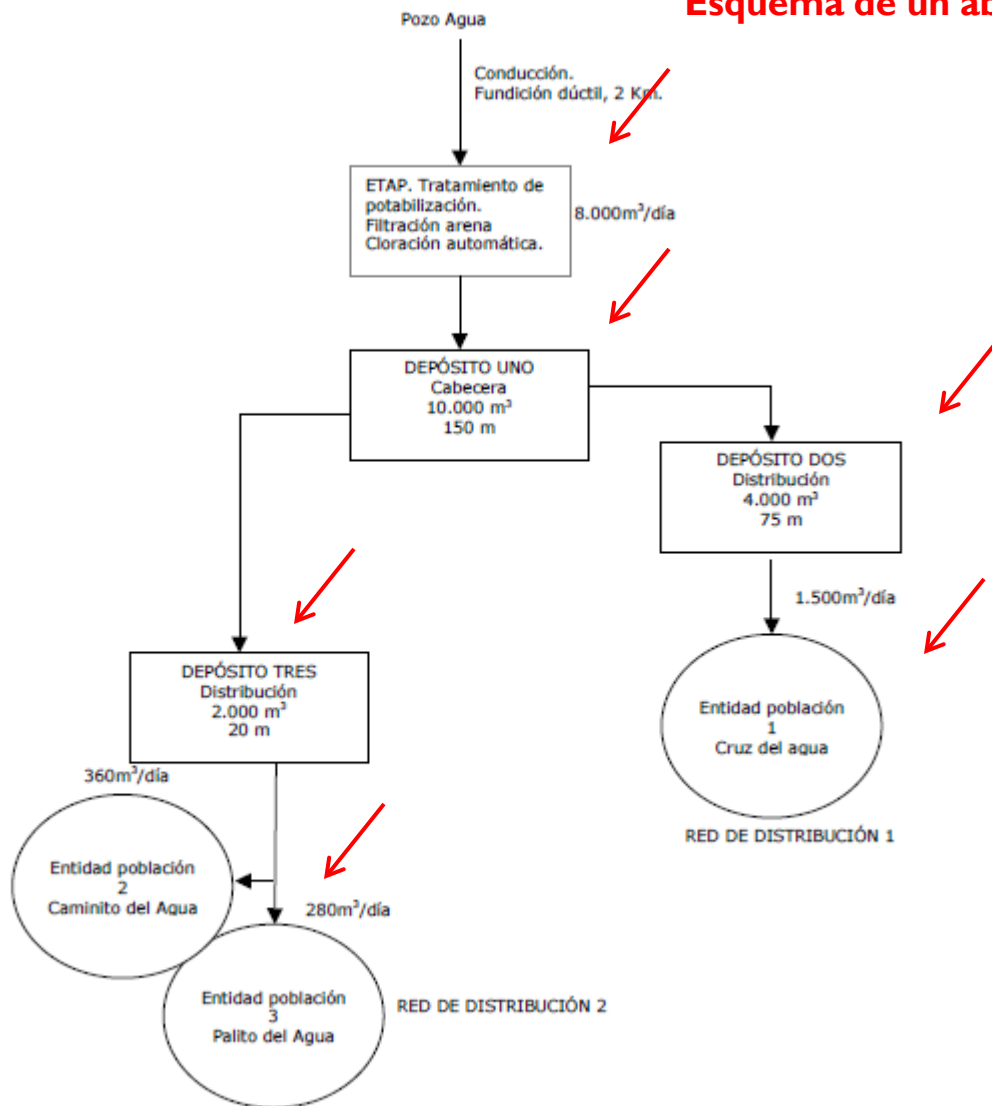 Esquema de un ab
Pozo Agua
Conducción.
Fundición dúctil, 2 Km.
ETAP. Tratamiento de
potabilización.
Filtración arena
Cloración automática.
8.000m³/día
DEPÓSITO UNO
Cabecera
10.000 m³
150 m
DEPÓSITO DOS
Distribución
4.000 m³
75 m
1.500m³/día
DEPÓSITO TRES
Distribución
2.000 m³
20 m
Entidad población
1
Cruz del agua
360m³/día
RED DE DISTRIBUCIÓN 1
Entidad población
2
Caminito del Agua
280m³/día
Entidad población
3
Palito del Agua
RED DE DISTRIBUCIÓN 2